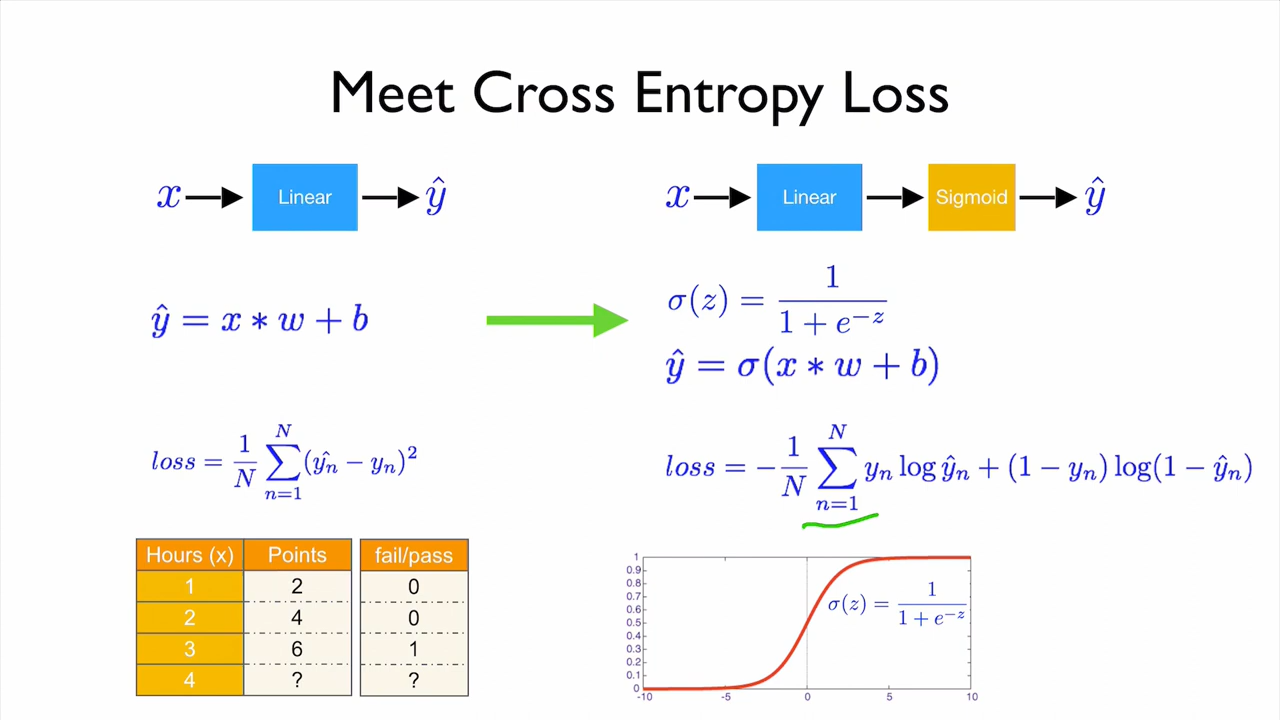 Meet Cross Entropy Loss
x Linear ŷ
x Linear Sigmoid ŷ
ŷ = x * w + b
σ(z) = 1 / (1 + e^{-z})
ŷ = σ(x * w + b)
loss = 1/N ∑_{n=1}^{N} (ŷ_n − y_n)^2
loss = −1/N ∑_{n=1}^{N} y_n log ŷ_n + (1 − y_n) log(1 − ŷ_n)
Hours (x) Points fail/pass
1 2 0
2 4 0
3 6 1
4 ? ?
1
0.9
0.8
0.7
0.6
0.5
0.4
0.3
0.2
0.1
0
σ(z) = 1 / (1 + e^{-z})
-10 -5 0 5 10